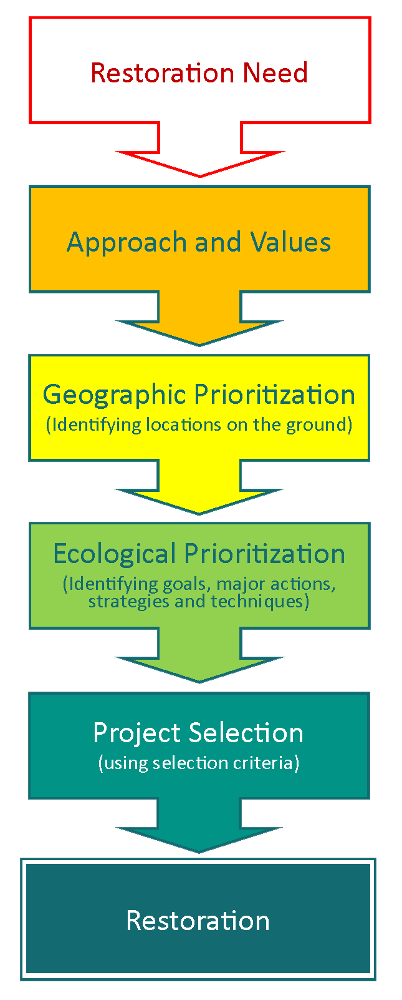 Restoration Need
Approach and Values
Geographic Prioritization
(Identifying locations on the ground)
Ecological Prioritization
(Identifying goals, major actions,
strategies and techniques)
Project Selection
(using selection criteria)
Restoration